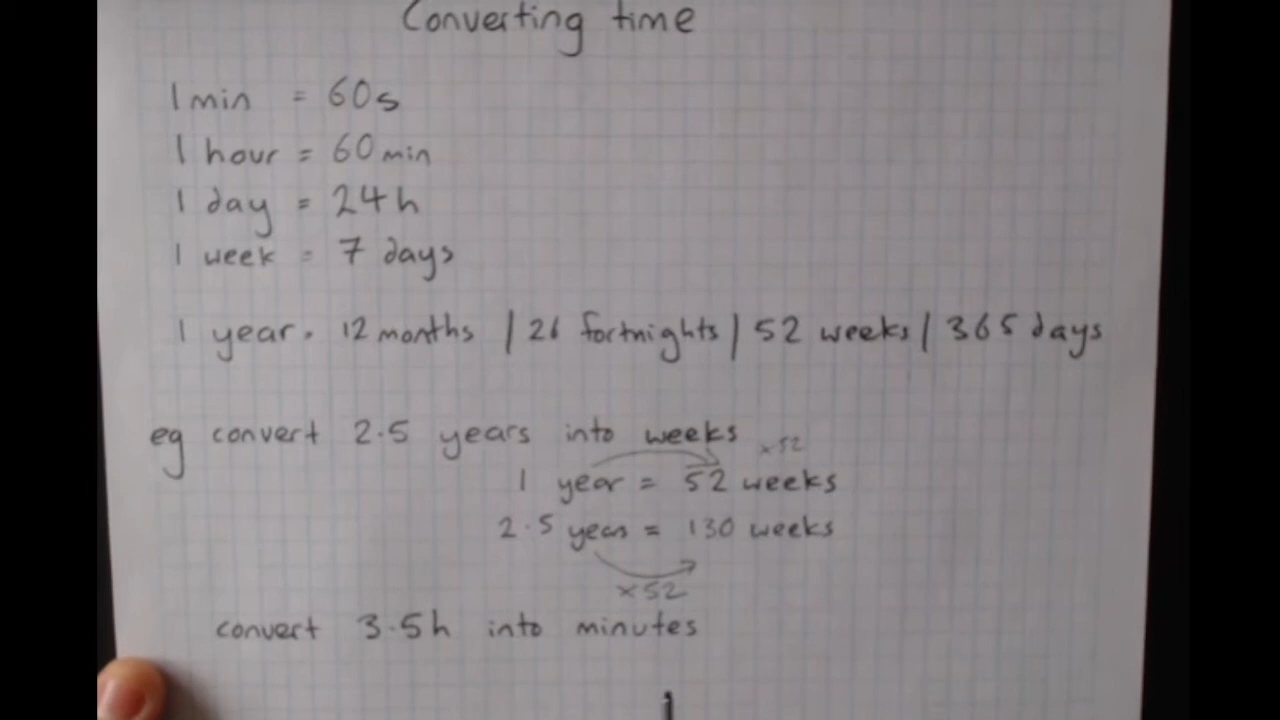 Converting time
1 min = 60s
1 hour = 60 min
1 day = 24h
1 week = 7 days
1 year = 12 months / 26 fortnights / 52 weeks / 365 days
eg convert 2.5 years into weeks
×52
1 year = 52 weeks
2.5 years = 130 weeks
×52
convert 3.5h into minutes